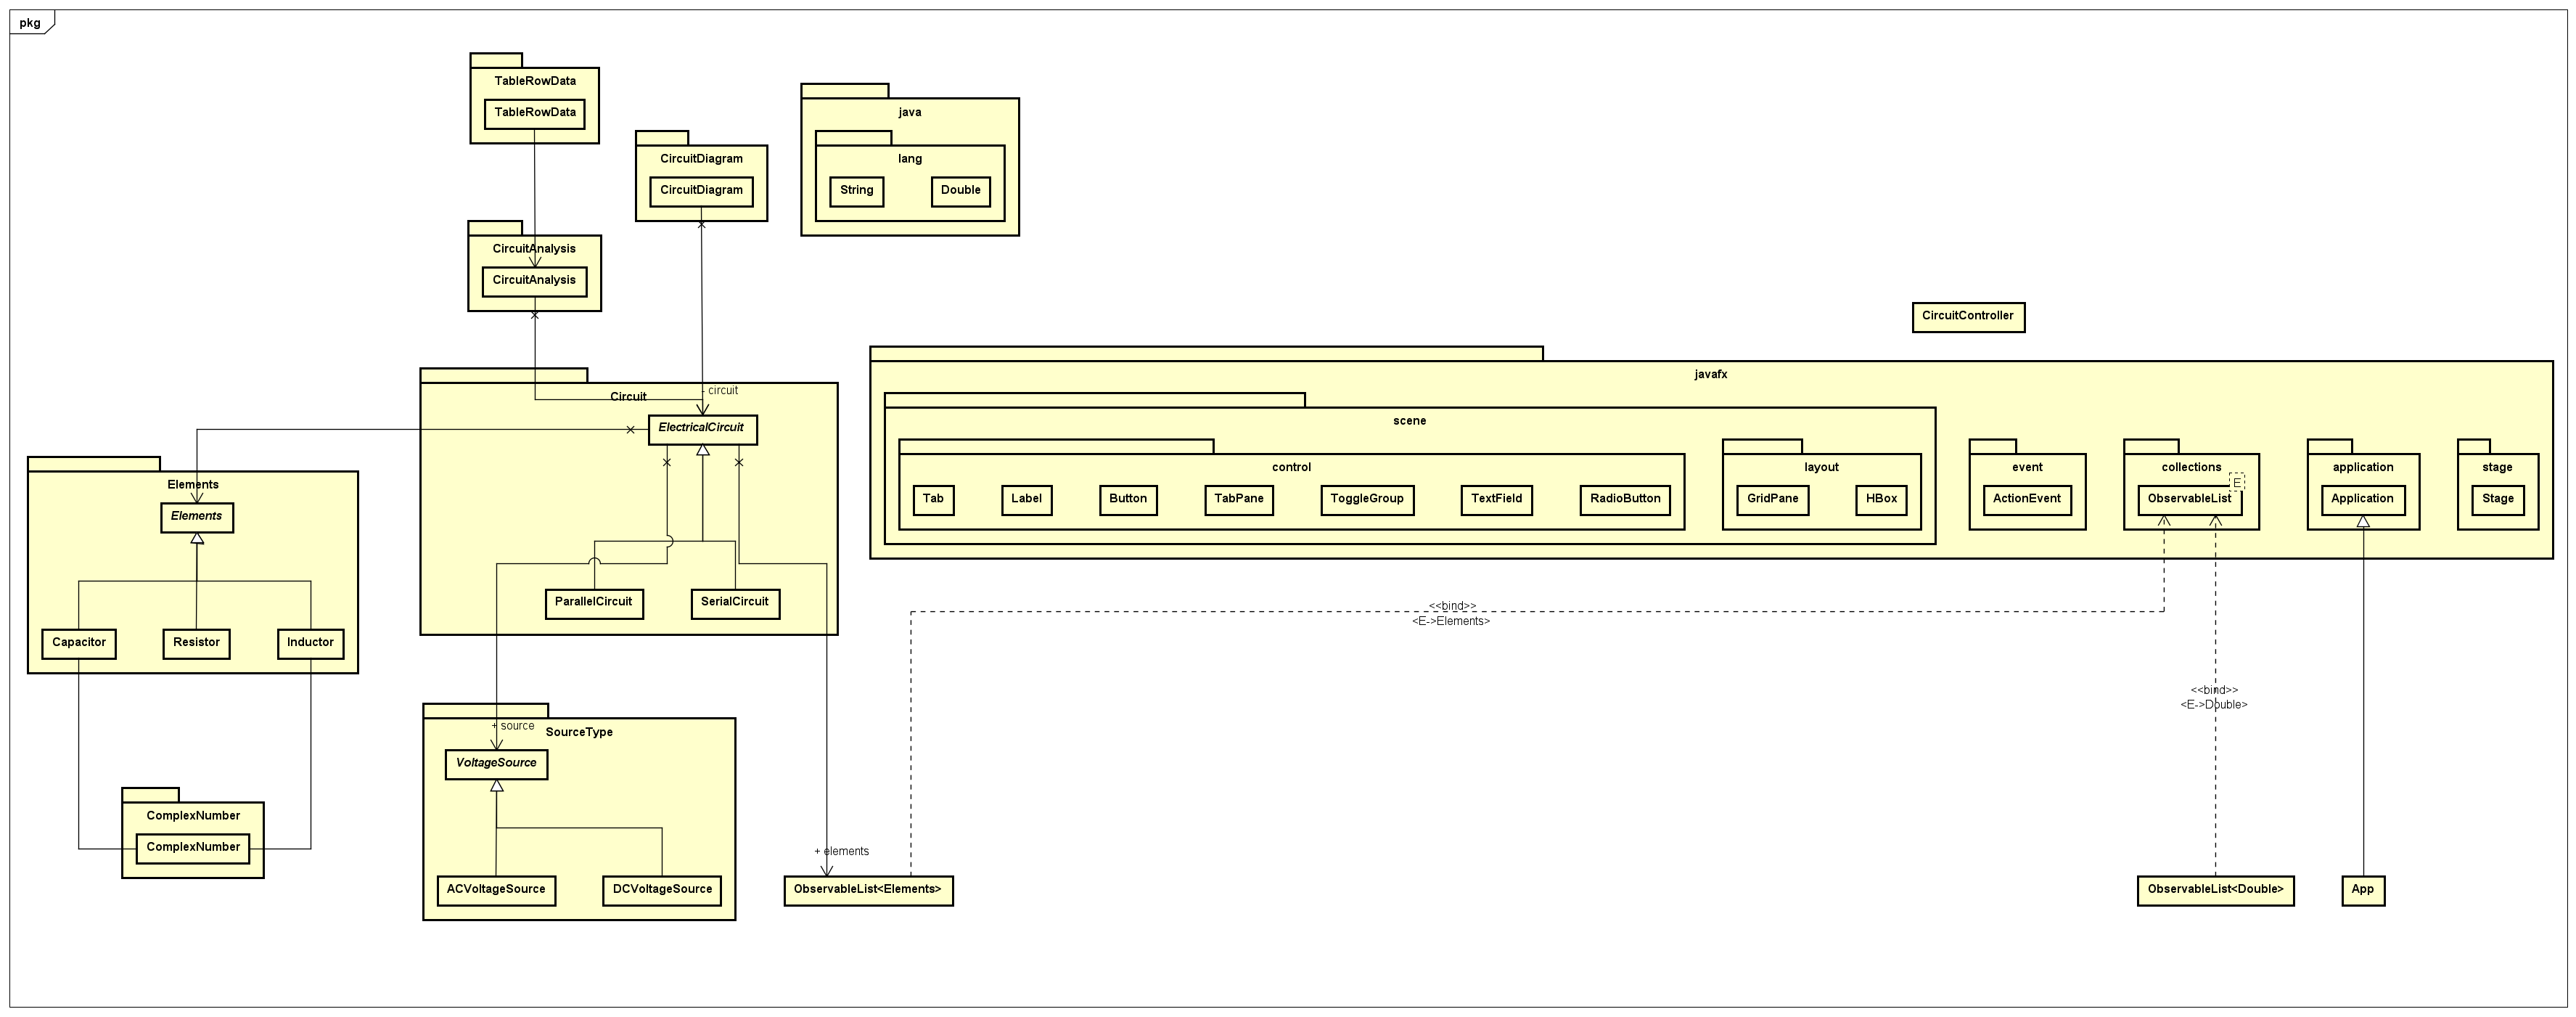 pkg
TableRowData
TableRowData
java
CircuitDiagram
lang
CircuitDiagram
String
Double
CircuitAnalysis
CircuitAnalysis
CircuitController
javafx
- circuit
Circuit
scene
ElectricalCircuit
control
layout
event
collections
application
stage
Elements
E
Tab
Label
Button
TabPane
ToggleGroup
TextField
RadioButton
GridPane
HBox
ActionEvent
ObservableList
Application
Stage
Elements
ParallelCircuit
SerialCircuit
<<bind>>
<E->Elements>
Capacitor
Resistor
Inductor
<<bind>>
<E->Double>
+ source
SourceType
VoltageSource
ComplexNumber
ComplexNumber
+ elements
ACVoltageSource
DCVoltageSource
ObservableList<Elements>
ObservableList<Double>
App